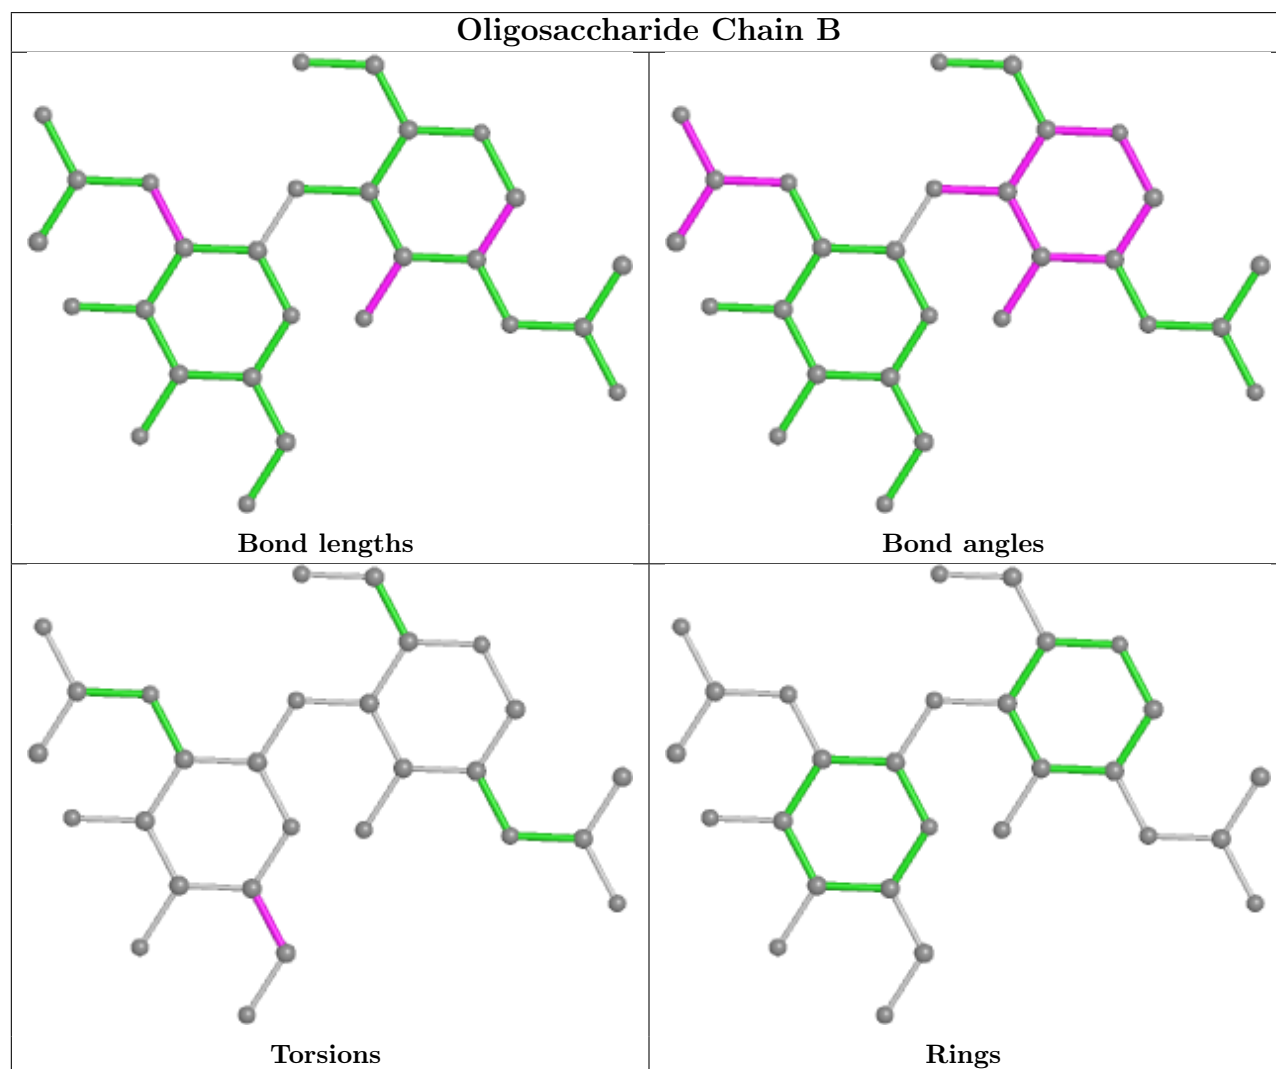 Oligosaccharide Chain B
Bond lengths
Bond angles
Torsions
Rings